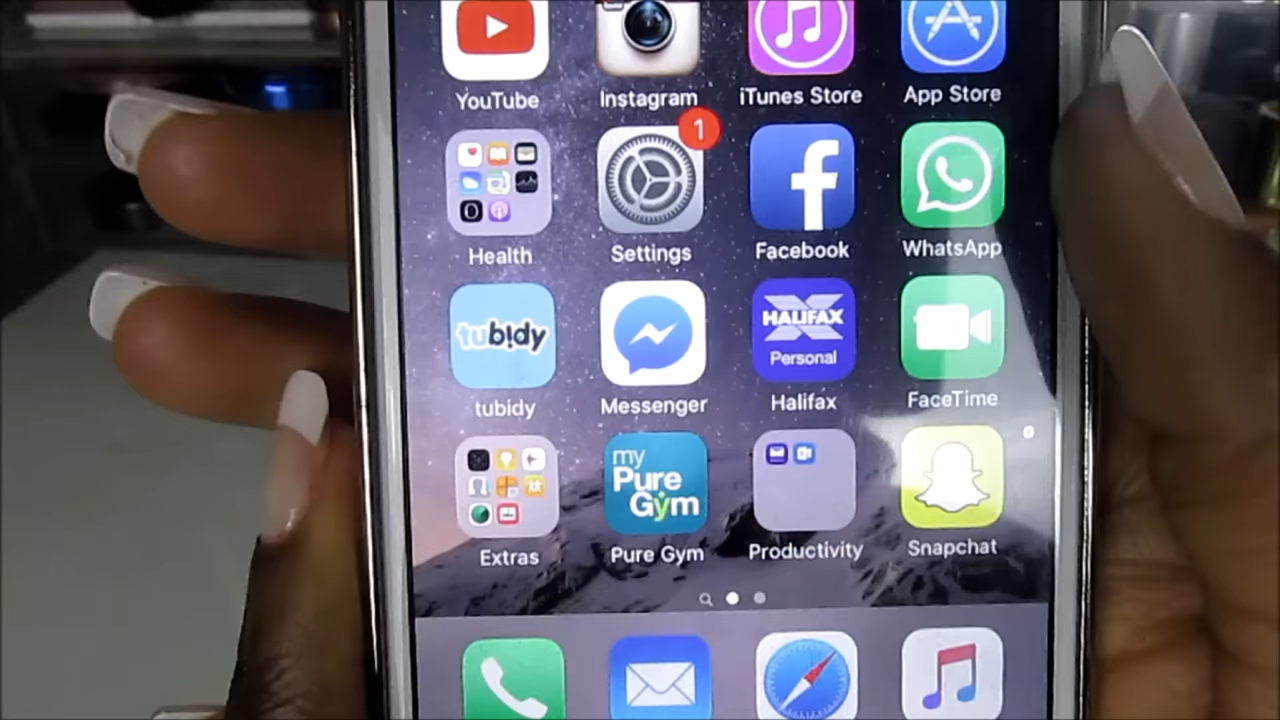 YouTube
Instagram
iTunes Store
App Store
1
Health
Settings
Facebook
WhatsApp
tubidy
HALIFAX
Personal
tubidy
Messenger
Halifax
FaceTime
my
Pure
Gym
Extras
Pure Gym
Productivity
Snapchat